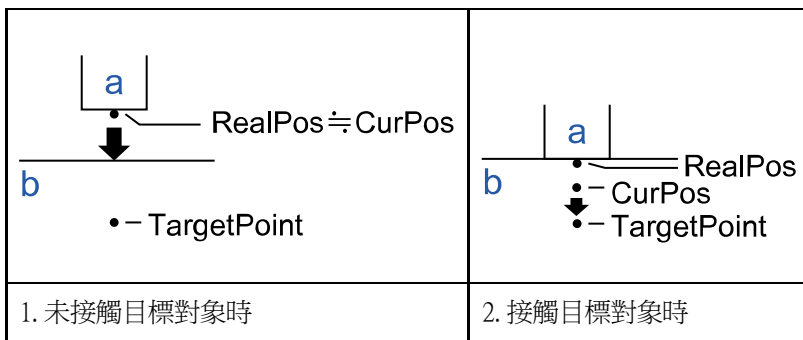 a
RealPos≒CurPos
b
TargetPoint
1. 未接觸目標對象時
a
RealPos
b
CurPos
TargetPoint
2. 接觸目標對象時